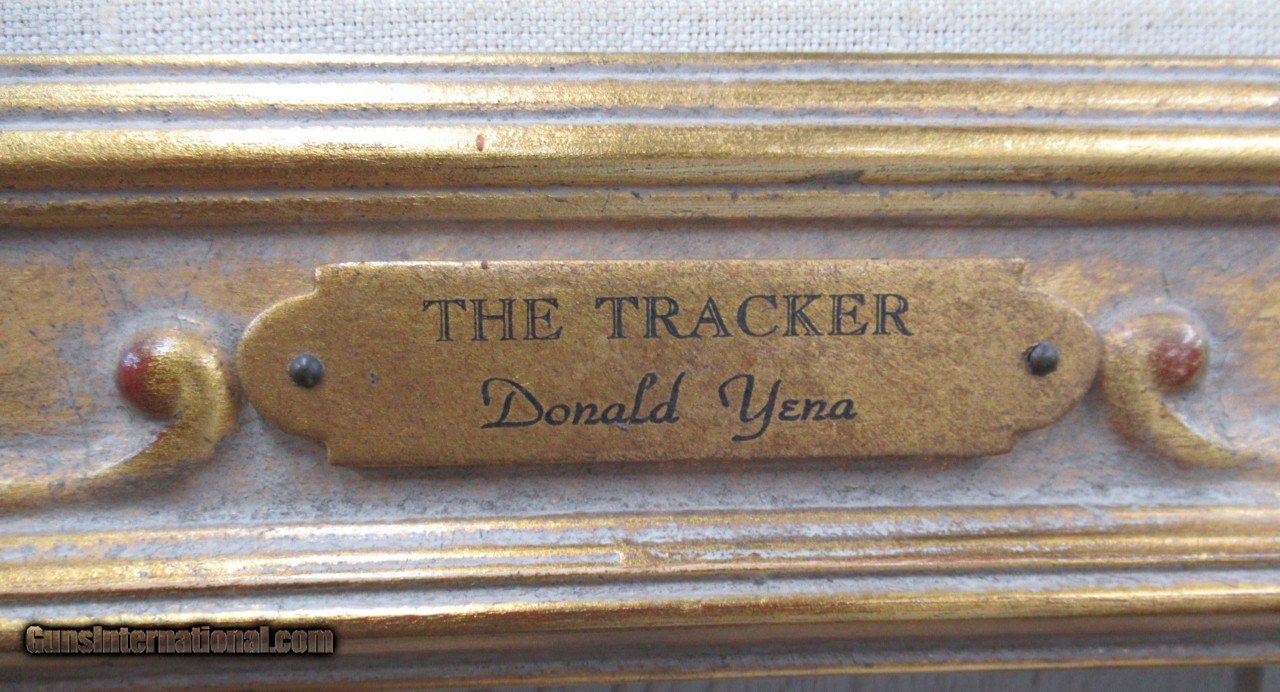 THE TRACKER
Donald Yena
GunsInternational.com